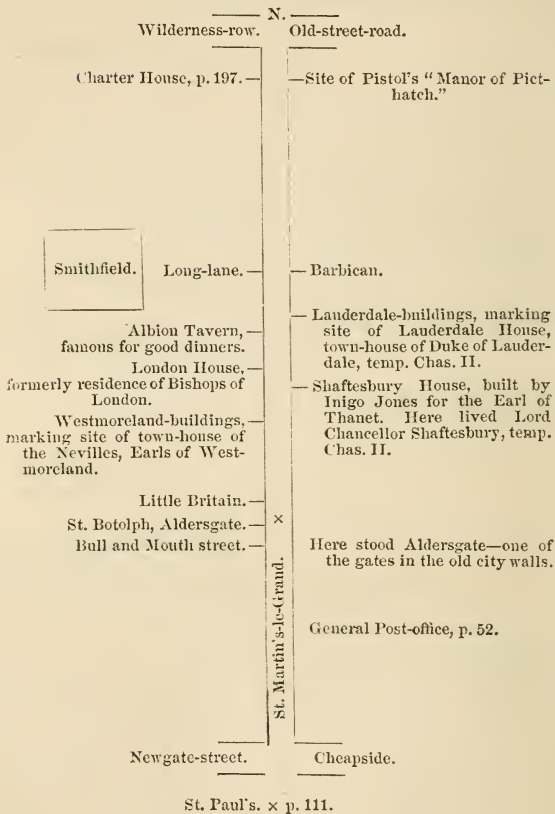 N.
Wilderness-row. Old-street-road.
Charter House, p. 197.
Site of Pistol's "Manor of Pict-
hatch."
Smithfield.
Long-lane.
Barbican.
Albion Tavern,
famous for good dinners.
Lauderdale-buildings, marking
site of Lauderdale House,
town-house of Duke of Lauder-
dale, temp. Chas. II.
London House,
formerly residence of Bishops of
London.
Shaftesbury House, built by
Inigo Jones for the Earl of
Thanet. Here lived Lord
Chancellor Shaftesbury, temp.
Chas. II.
Westmoreland-buildings,
marking site of town-house of
the Nevilles, Earls of West-
moreland.
Little Britain.
St. Botolph, Aldersgate.
×
Bull and Mouth street.
Here stood Aldersgate—one of
the gates in the old city walls.
St. Martin's-le-Grand.
General Post-office, p. 52.
Newgate-street.
Cheapside.
St. Paul's. × p. 111.